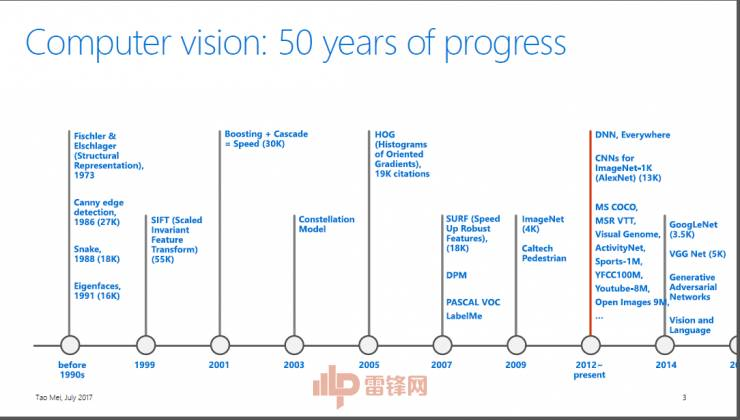 Computer vision: 50 years of progress
Fischler &
Elschlager
(Structural
Representation),
1973
Canny edge
detection,
1986 (27K)
Snake,
1988 (18K)
Eigenfaces,
1991 (16K)
SIFT (Scaled
Invariant
Feature
Transform)
(55K)
Boosting + Cascade
= Speed (30K)
Constellation
Model
HOG
(Histograms
of Oriented
Gradients),
19K citations
SURF (Speed
Up Robust
Features),
(18K)
DPM
PASCAL VOC
LabelMe
ImageNet
(4K)
Caltech
Pedestrian
DNN, Everywhere
CNNs for
ImageNet-1K
(AlexNet) (13K)
MS COCO,
MSR VTT,
Visual Genome,
ActivityNet,
Sports-1M,
YFCC100M,
Youtube-8M,
Open Images 9M,
...
GoogLeNet
(3.5K)
VGG Net (5K)
Generative
Adversarial
Networks
Vision and
Language
before
1990s
1999
2001
2003
2005
2007
2009
2012~
present
2014
雷锋网
Tao Mei, July 2017
3